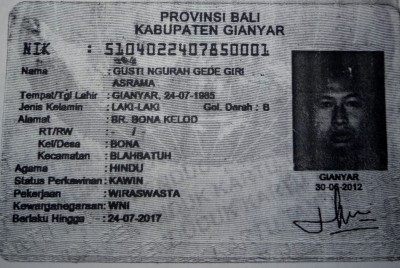 PROVINSI BALI
KABUPATEN GIANYAR
NIK : 5104022407850001
Nama : GUSTI NGURAH GEDE GIRI
ASRAMA
Tempat/Tgl Lahir : GIANYAR, 24-07-1985
Jenis Kelamin : LAKI-LAKI Gol. Darah : B
Alamat : BR. BONA KELOD
RT/RW : - /
Kel/Desa : BONA
Kecamatan : BLAHBATUH
Agama : HINDU
Status Perkawinan : KAWIN
Pekerjaan : WIRASWASTA
Kewarganegaraan : WNI
Berlaku Hingga : 24-07-2017
GIANYAR
30-06-2012